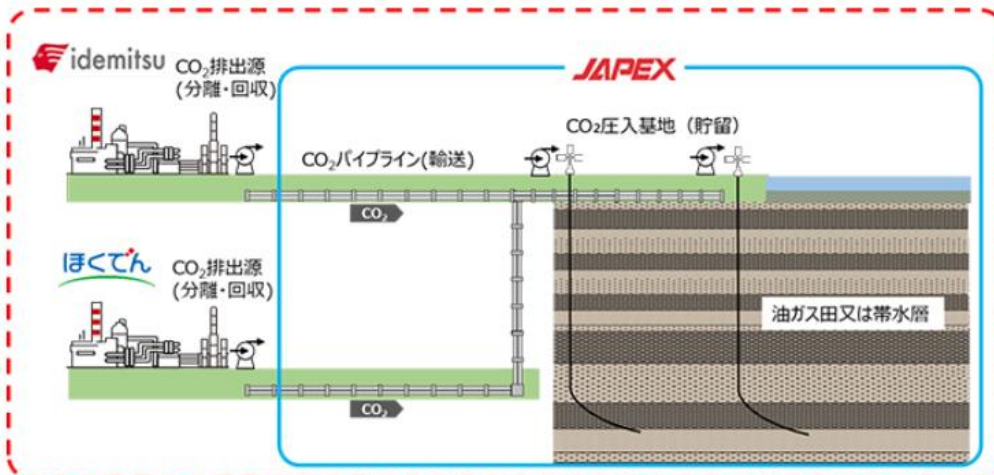 idemitsu
CO₂排出源
(分離・回収)
JAPEX
CO₂圧入基地（貯留）
CO₂パイプライン(輸送)
CO₂
ほくでん
CO₂排出源
(分離・回収)
油ガス田又は帯水層
CO₂